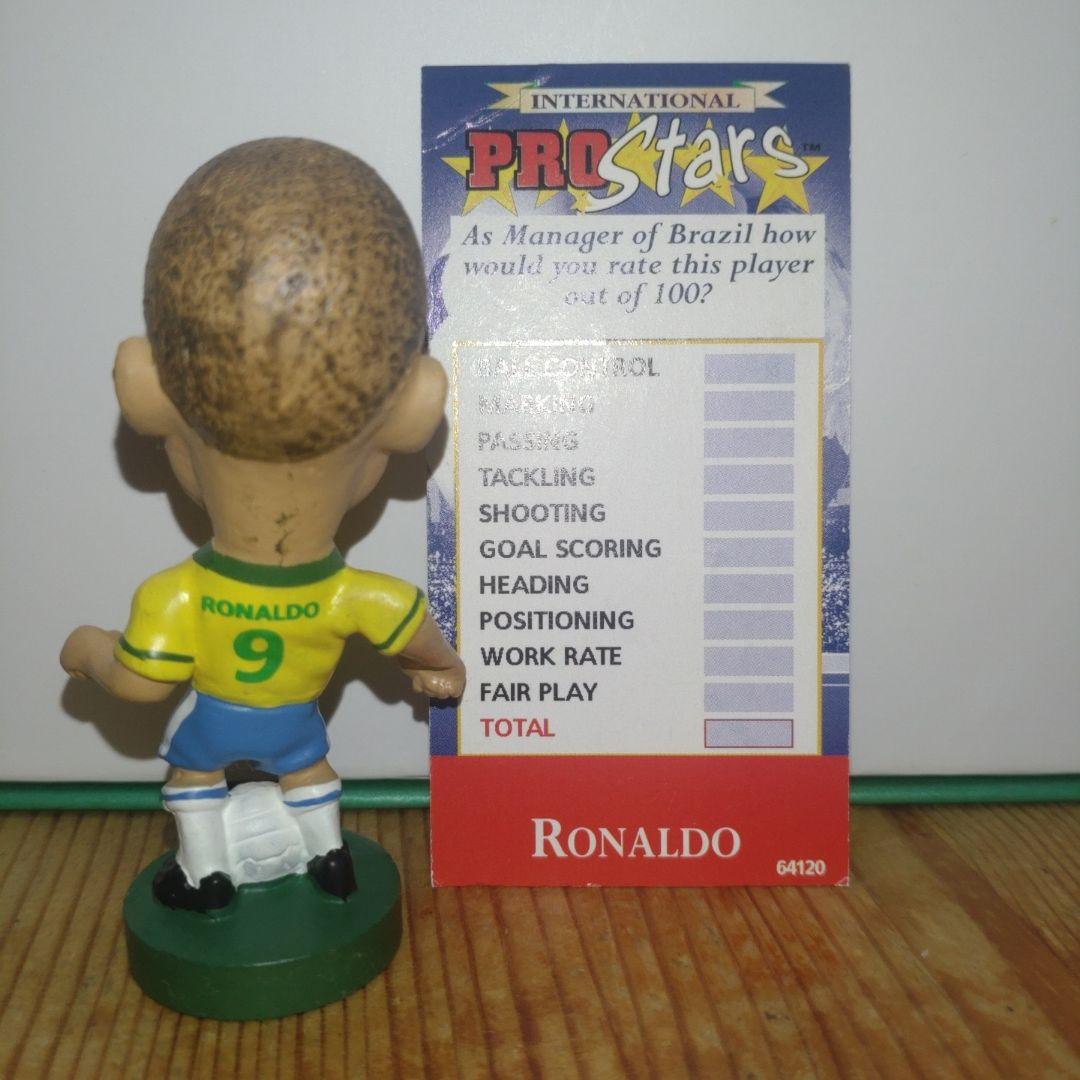 RONALDO
9
INTERNATIONAL
PROStars™
As Manager of Brazil how
would you rate this player
out of 100?
BALL CONTROL
MARKING
PASSING
TACKLING
SHOOTING
GOAL SCORING
HEADING
POSITIONING
WORK RATE
FAIR PLAY
TOTAL
RONALDO
64120